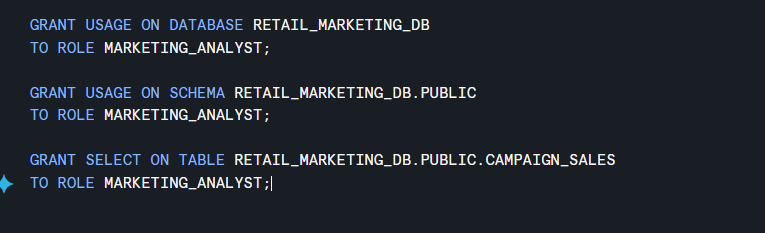 GRANT USAGE ON DATABASE RETAIL_MARKETING_DB
TO ROLE MARKETING_ANALYST;
GRANT USAGE ON SCHEMA RETAIL_MARKETING_DB.PUBLIC
TO ROLE MARKETING_ANALYST;
GRANT SELECT ON TABLE RETAIL_MARKETING_DB.PUBLIC.CAMPAIGN_SALES
TO ROLE MARKETING_ANALYST;